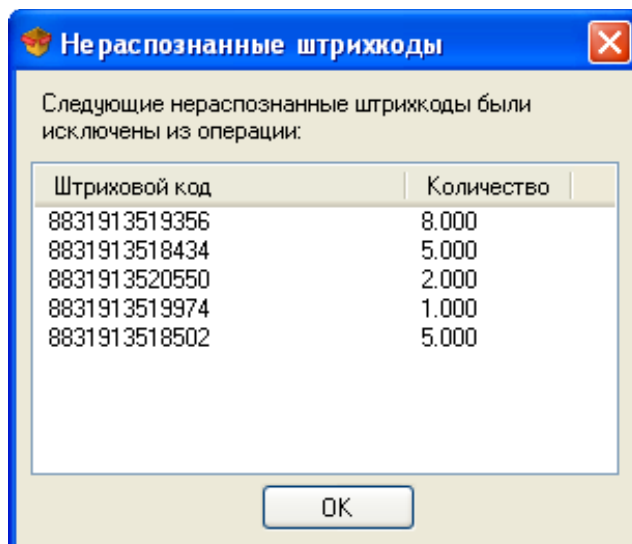 Нераспознанные штрихкоды
Следующие нераспознанные штрихкоды были
исключены из операции:
Штриховой код Количество
8831913519356 8.000
8831913518434 5.000
8831913520550 2.000
8831913519974 1.000
8831913518502 5.000
OK